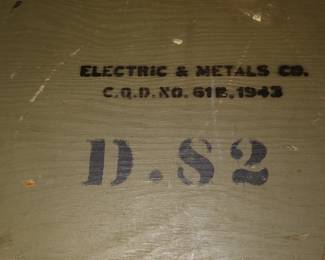 ELECTRIC & METALS CO.
C.Q.D. NO. 61E, 1943
D.S2